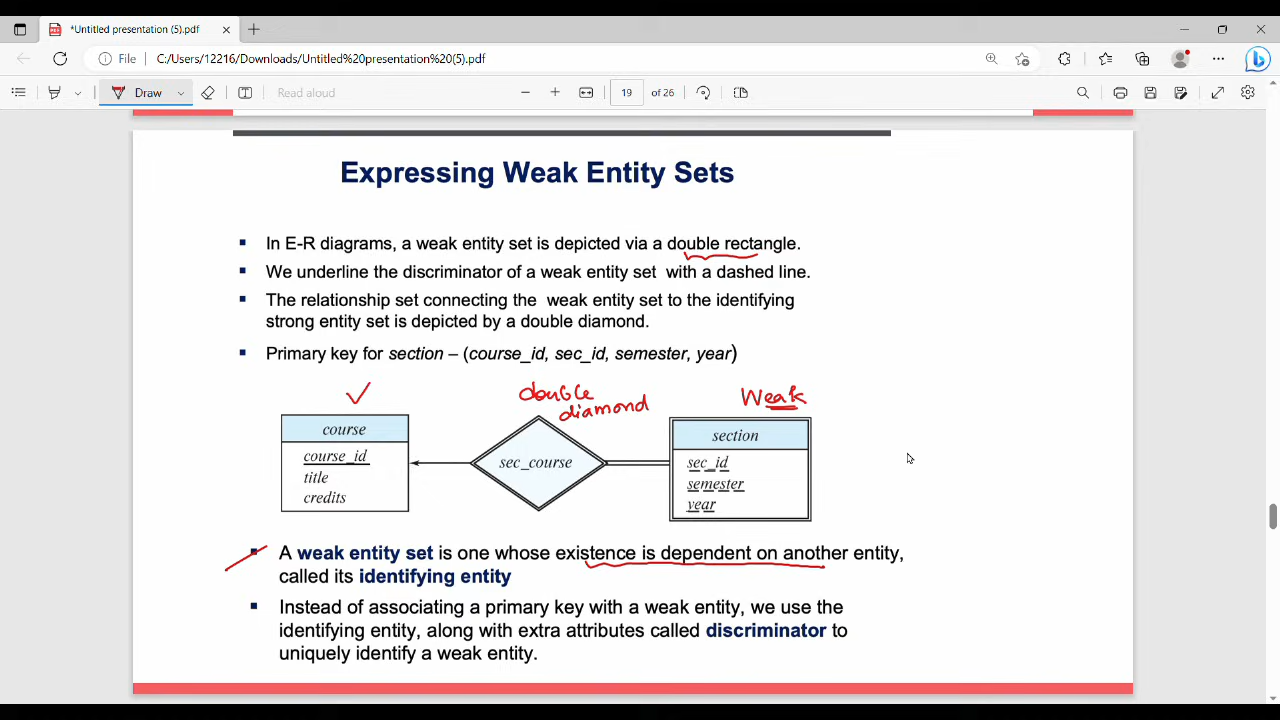 *Untitled presentation (5).pdf
File C:/Users/12216/Downloads/Untitled%20presentation%20(5).pdf
Draw Read aloud 19 of 26
Expressing Weak Entity Sets
▪ In E-R diagrams, a weak entity set is depicted via a double rectangle.
▪ We underline the discriminator of a weak entity set with a dashed line.
▪ The relationship set connecting the weak entity set to the identifying
strong entity set is depicted by a double diamond.
▪ Primary key for section – (course_id, sec_id, semester, year)
double
diamond
Weak
course
course_id
title
credits
sec_course
section
sec_id
semester
year
▪ A weak entity set is one whose existence is dependent on another entity,
called its identifying entity
▪ Instead of associating a primary key with a weak entity, we use the
identifying entity, along with extra attributes called discriminator to
uniquely identify a weak entity.